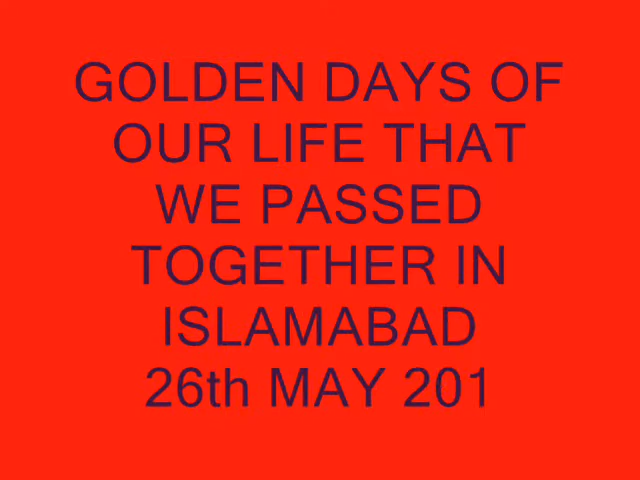 GOLDEN DAYS OF
OUR LIFE THAT
WE PASSED
TOGETHER IN
ISLAMABAD
26th MAY 201